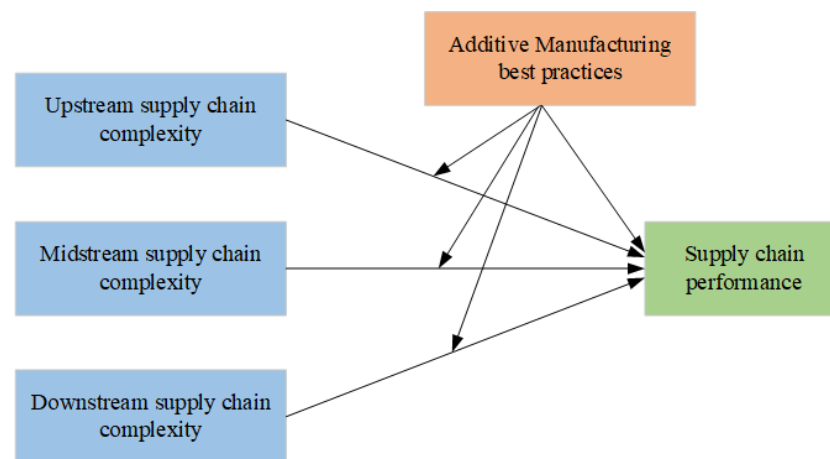 Additive Manufacturing
best practices
Upstream supply chain
complexity
Midstream supply chain
complexity
Supply chain
performance
Downstream supply chain
complexity